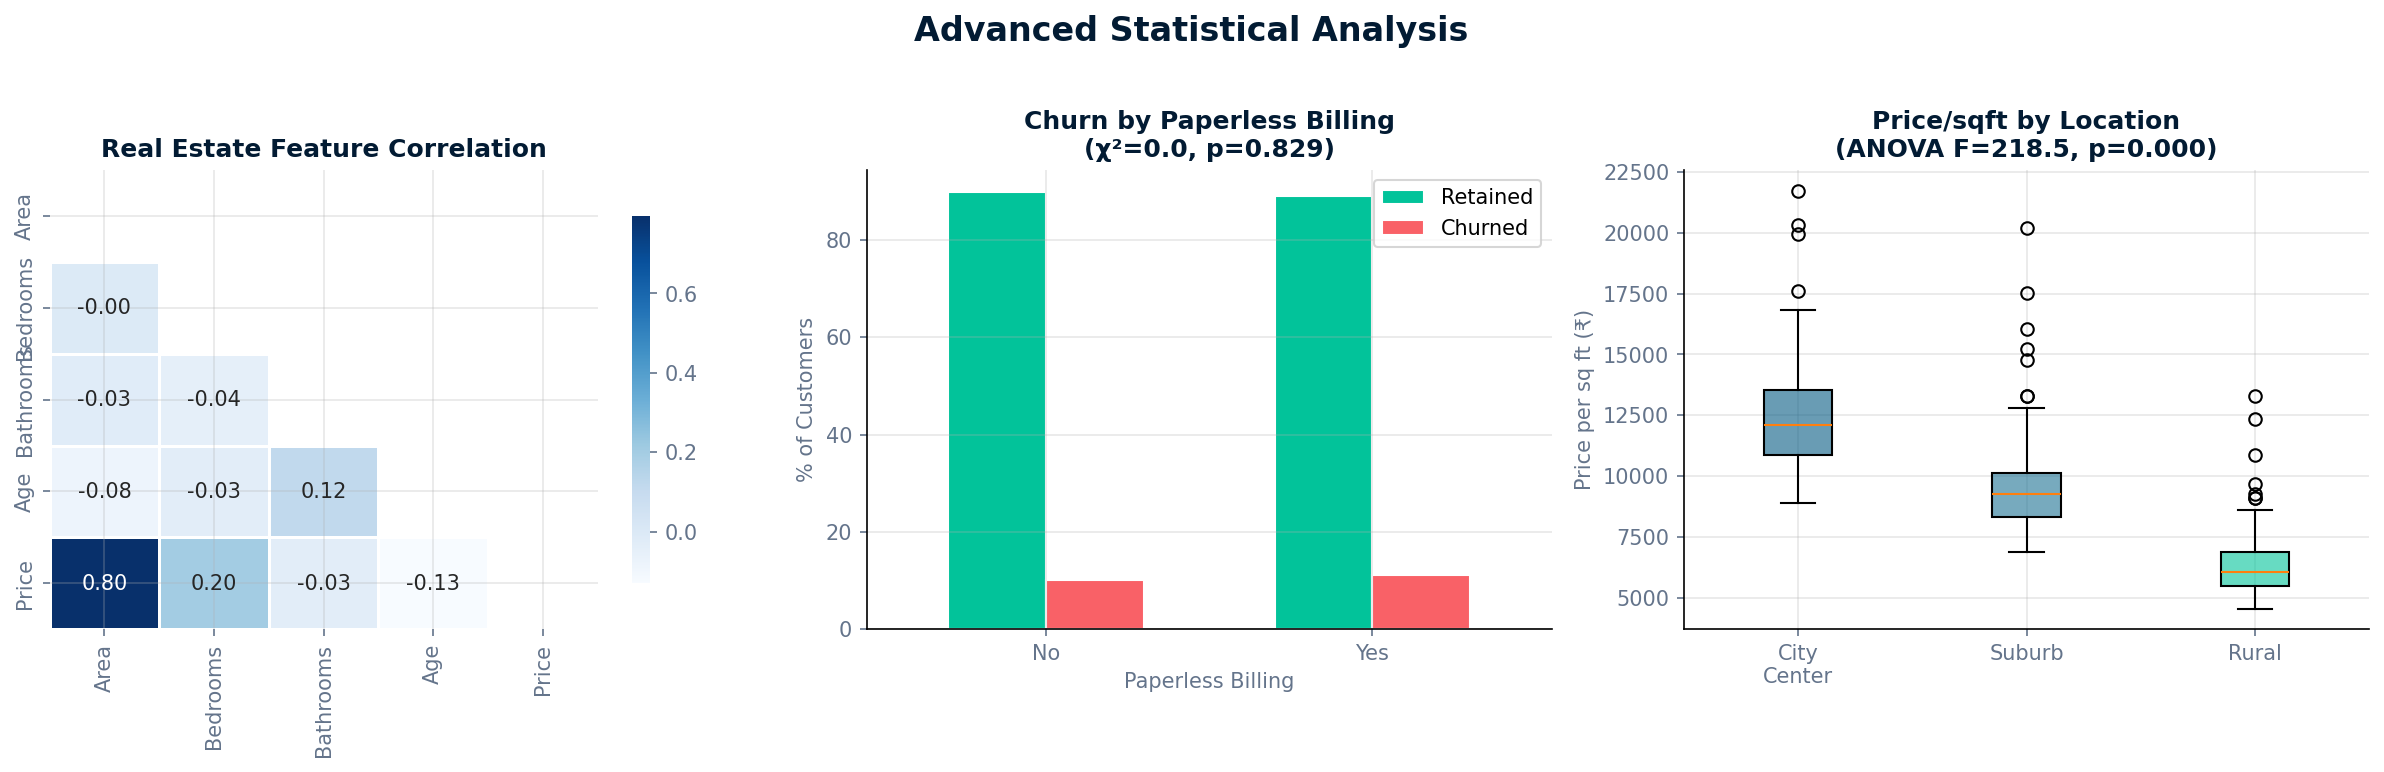 Advanced Statistical Analysis
Real Estate Feature Correlation
Area
Bedrooms
Bathrooms
Age
Price
-0.00
-0.03
-0.04
-0.08
-0.03
0.12
0.80
0.20
-0.03
-0.13
Area
Bedrooms
Bathrooms
Age
Price
0.6
0.4
0.2
0.0
Churn by Paperless Billing
(χ²=0.0, p=0.829)
% of Customers
80
60
40
20
0
Retained
Churned
No
Yes
Paperless Billing
Price/sqft by Location
(ANOVA F=218.5, p=0.000)
Price per sq ft (₹)
22500
20000
17500
15000
12500
10000
7500
5000
City
Center
Suburb
Rural